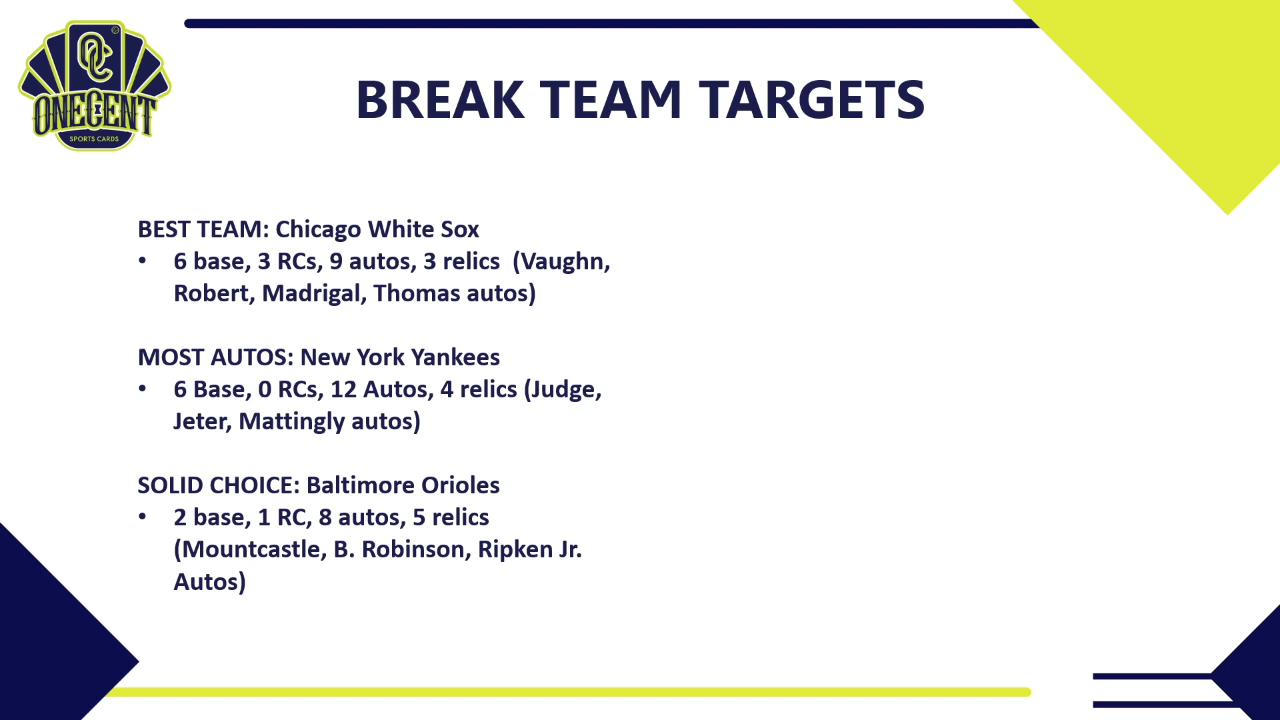 OC
ONECENT
SPORTS CARDS
BREAK TEAM TARGETS
BEST TEAM: Chicago White Sox
• 6 base, 3 RCs, 9 autos, 3 relics  (Vaughn,
Robert, Madrigal, Thomas autos)
MOST AUTOS: New York Yankees
• 6 Base, 0 RCs, 12 Autos, 4 relics (Judge,
Jeter, Mattingly autos)
SOLID CHOICE: Baltimore Orioles
• 2 base, 1 RC, 8 autos, 5 relics
(Mountcastle, B. Robinson, Ripken Jr.
Autos)